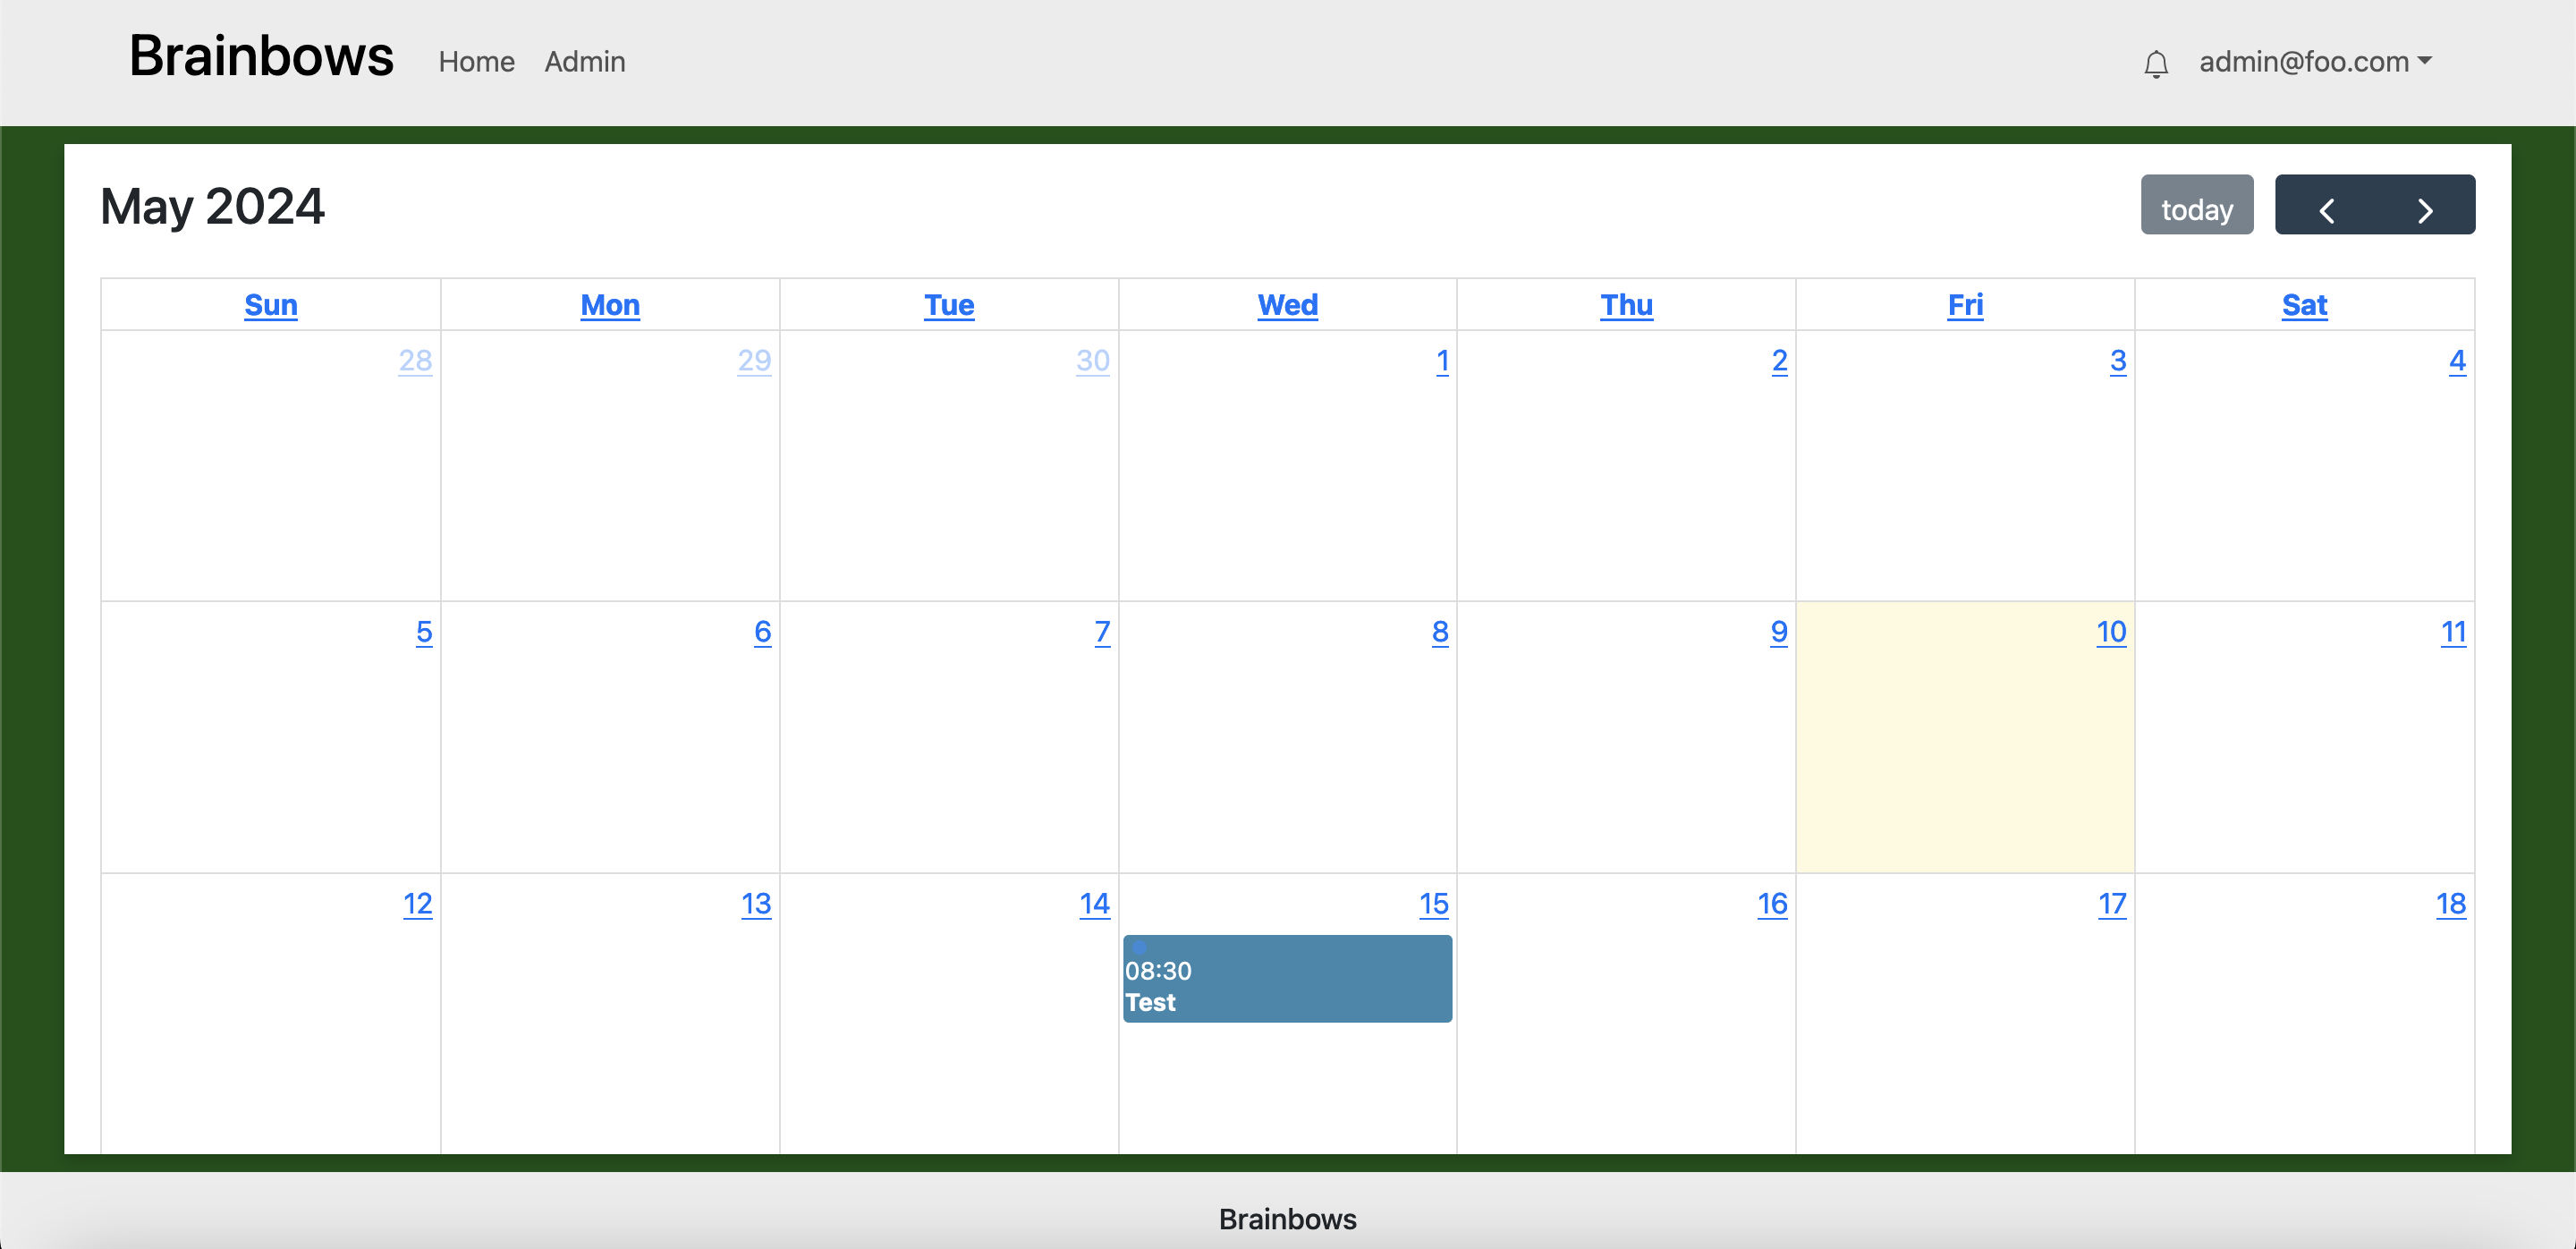 Brainbows Home Admin admin@foo.com
May 2024 today
Sun Mon Tue Wed Thu Fri Sat
28 29 30 1 2 3 4
5 6 7 8 9 10 11
12 13 14 15 16 17 18
08:30
Test
Brainbows